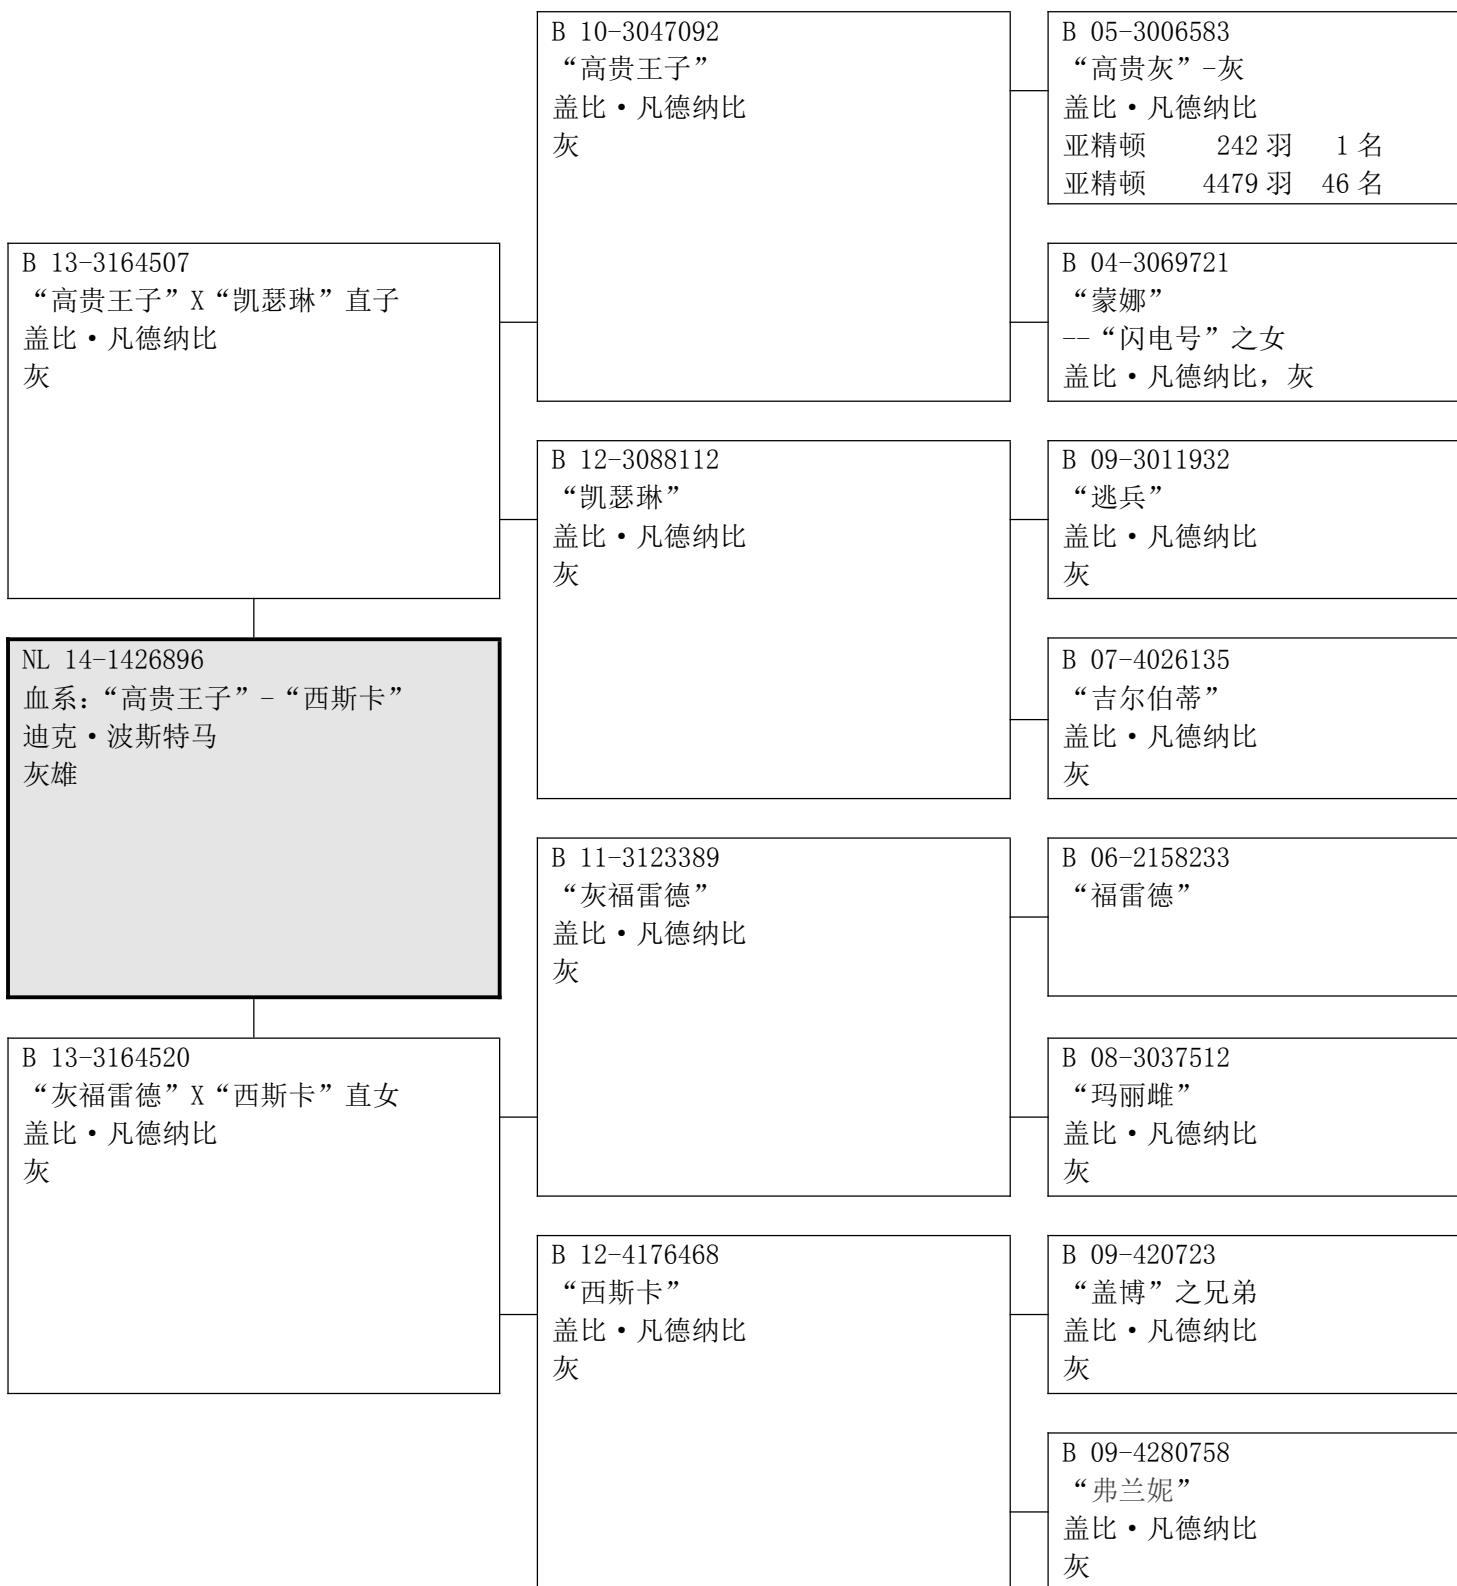 B 13-3164507
“高贵王子”X“凯瑟琳”直子
盖比·凡德纳比
灰
NL 14-1426896
血系：“高贵王子”-“西斯卡”
迪克·波斯特马
灰雄
B 13-3164520
“灰福雷德”X“西斯卡”直女
盖比·凡德纳比
灰
B 10-3047092
“高贵王子”
盖比·凡德纳比
灰
B 12-3088112
“凯瑟琳”
盖比·凡德纳比
灰
B 11-3123389
“灰福雷德”
盖比·凡德纳比
灰
B 12-4176468
“西斯卡”
盖比·凡德纳比
灰
B 05-3006583
“高贵灰”-灰
盖比·凡德纳比
亚精顿 242羽 1名
亚精顿 4479羽 46名
B 04-3069721
“蒙娜”
--“闪电号”之女
盖比·凡德纳比，灰
B 09-3011932
“逃兵”
盖比·凡德纳比
灰
B 07-4026135
“吉尔伯蒂”
盖比·凡德纳比
灰
B 06-2158233
“福雷德”
B 08-3037512
“玛丽雌”
盖比·凡德纳比
灰
B 09-420723
“盖博”之兄弟
盖比·凡德纳比
灰
B 09-4280758
“弗兰妮”
盖比·凡德纳比
灰